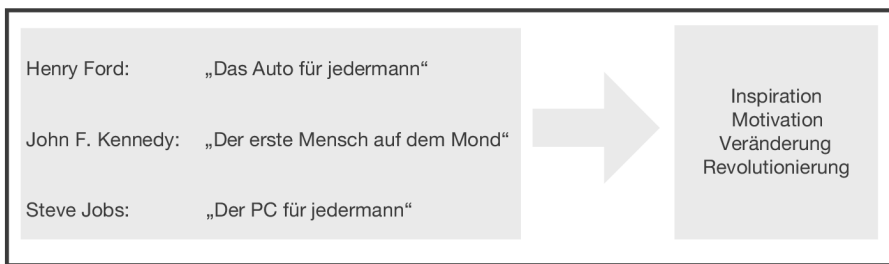 Henry Ford: „Das Auto für jedermann“
John F. Kennedy: „Der erste Mensch auf dem Mond“
Steve Jobs: „Der PC für jedermann“
Inspiration
Motivation
Veränderung
Revolutionierung